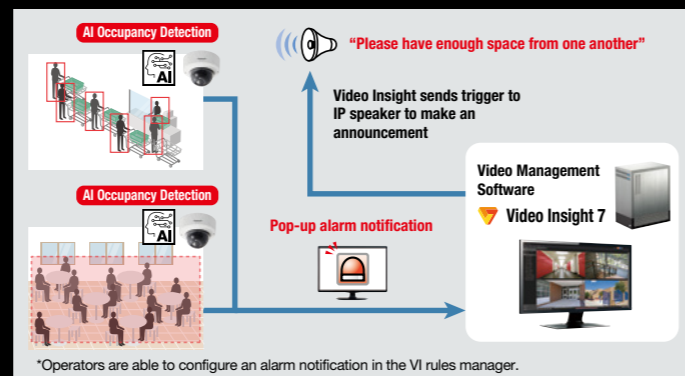 AI Occupancy Detection
AI
“Please have enough space from one another”
Video Insight sends trigger to
IP speaker to make an
announcement
Video Management
Software
Video Insight 7
AI Occupancy Detection
AI
Pop-up alarm notification
*Operators are able to configure an alarm notification in the VI rules manager.